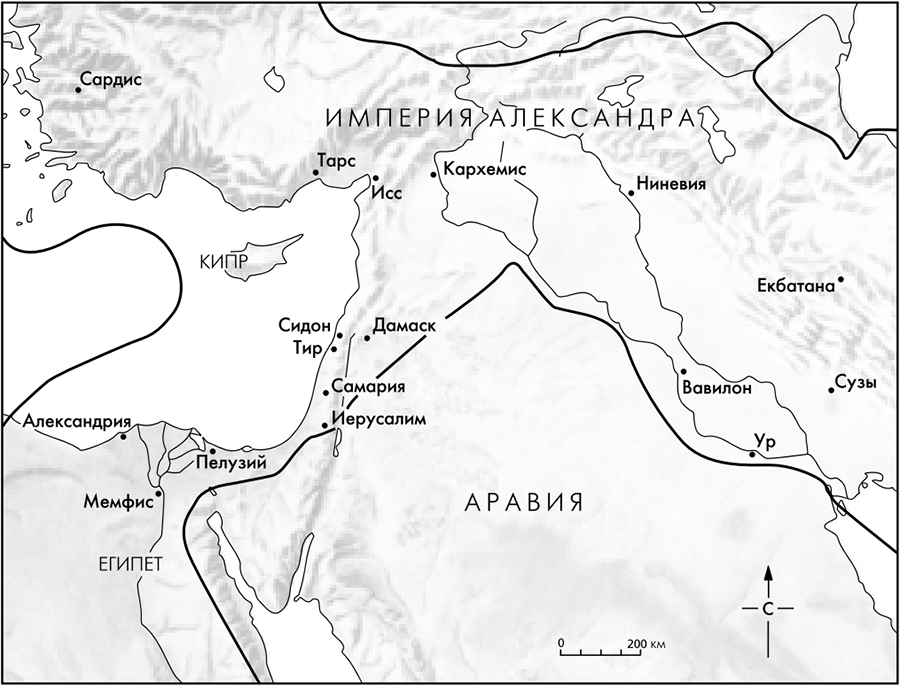 Сардис
ИМПЕРИЯ АЛЕКСАНДРА
Тарс
Исс
Кархемис
Ниневия
КИПР
Екбатана
Сидон
Дамаск
Тир
Самария
Вавилон
Сузы
Александрия
Иерусалим
Пелузий
Ур
Мемфис
АРАВИЯ
ЕГИПЕТ
С
0 200 км